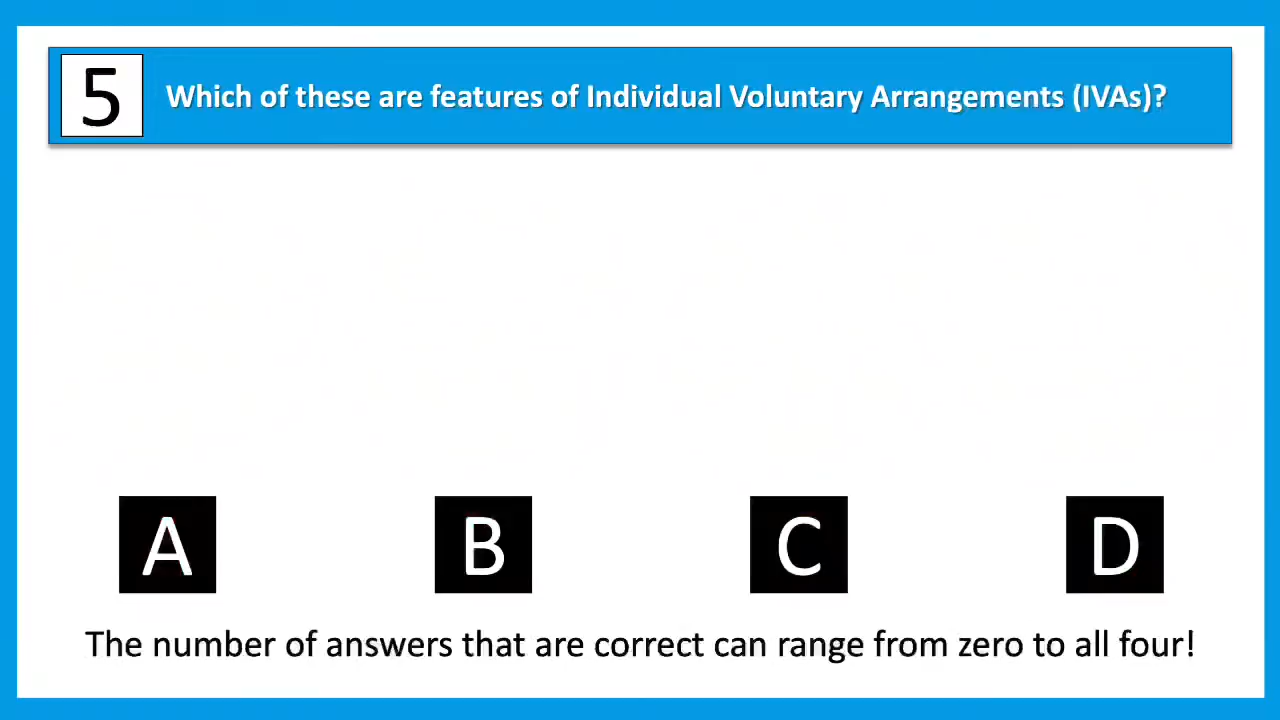 5
Which of these are features of Individual Voluntary Arrangements (IVAs)?
A B C D
The number of answers that are correct can range from zero to all four!